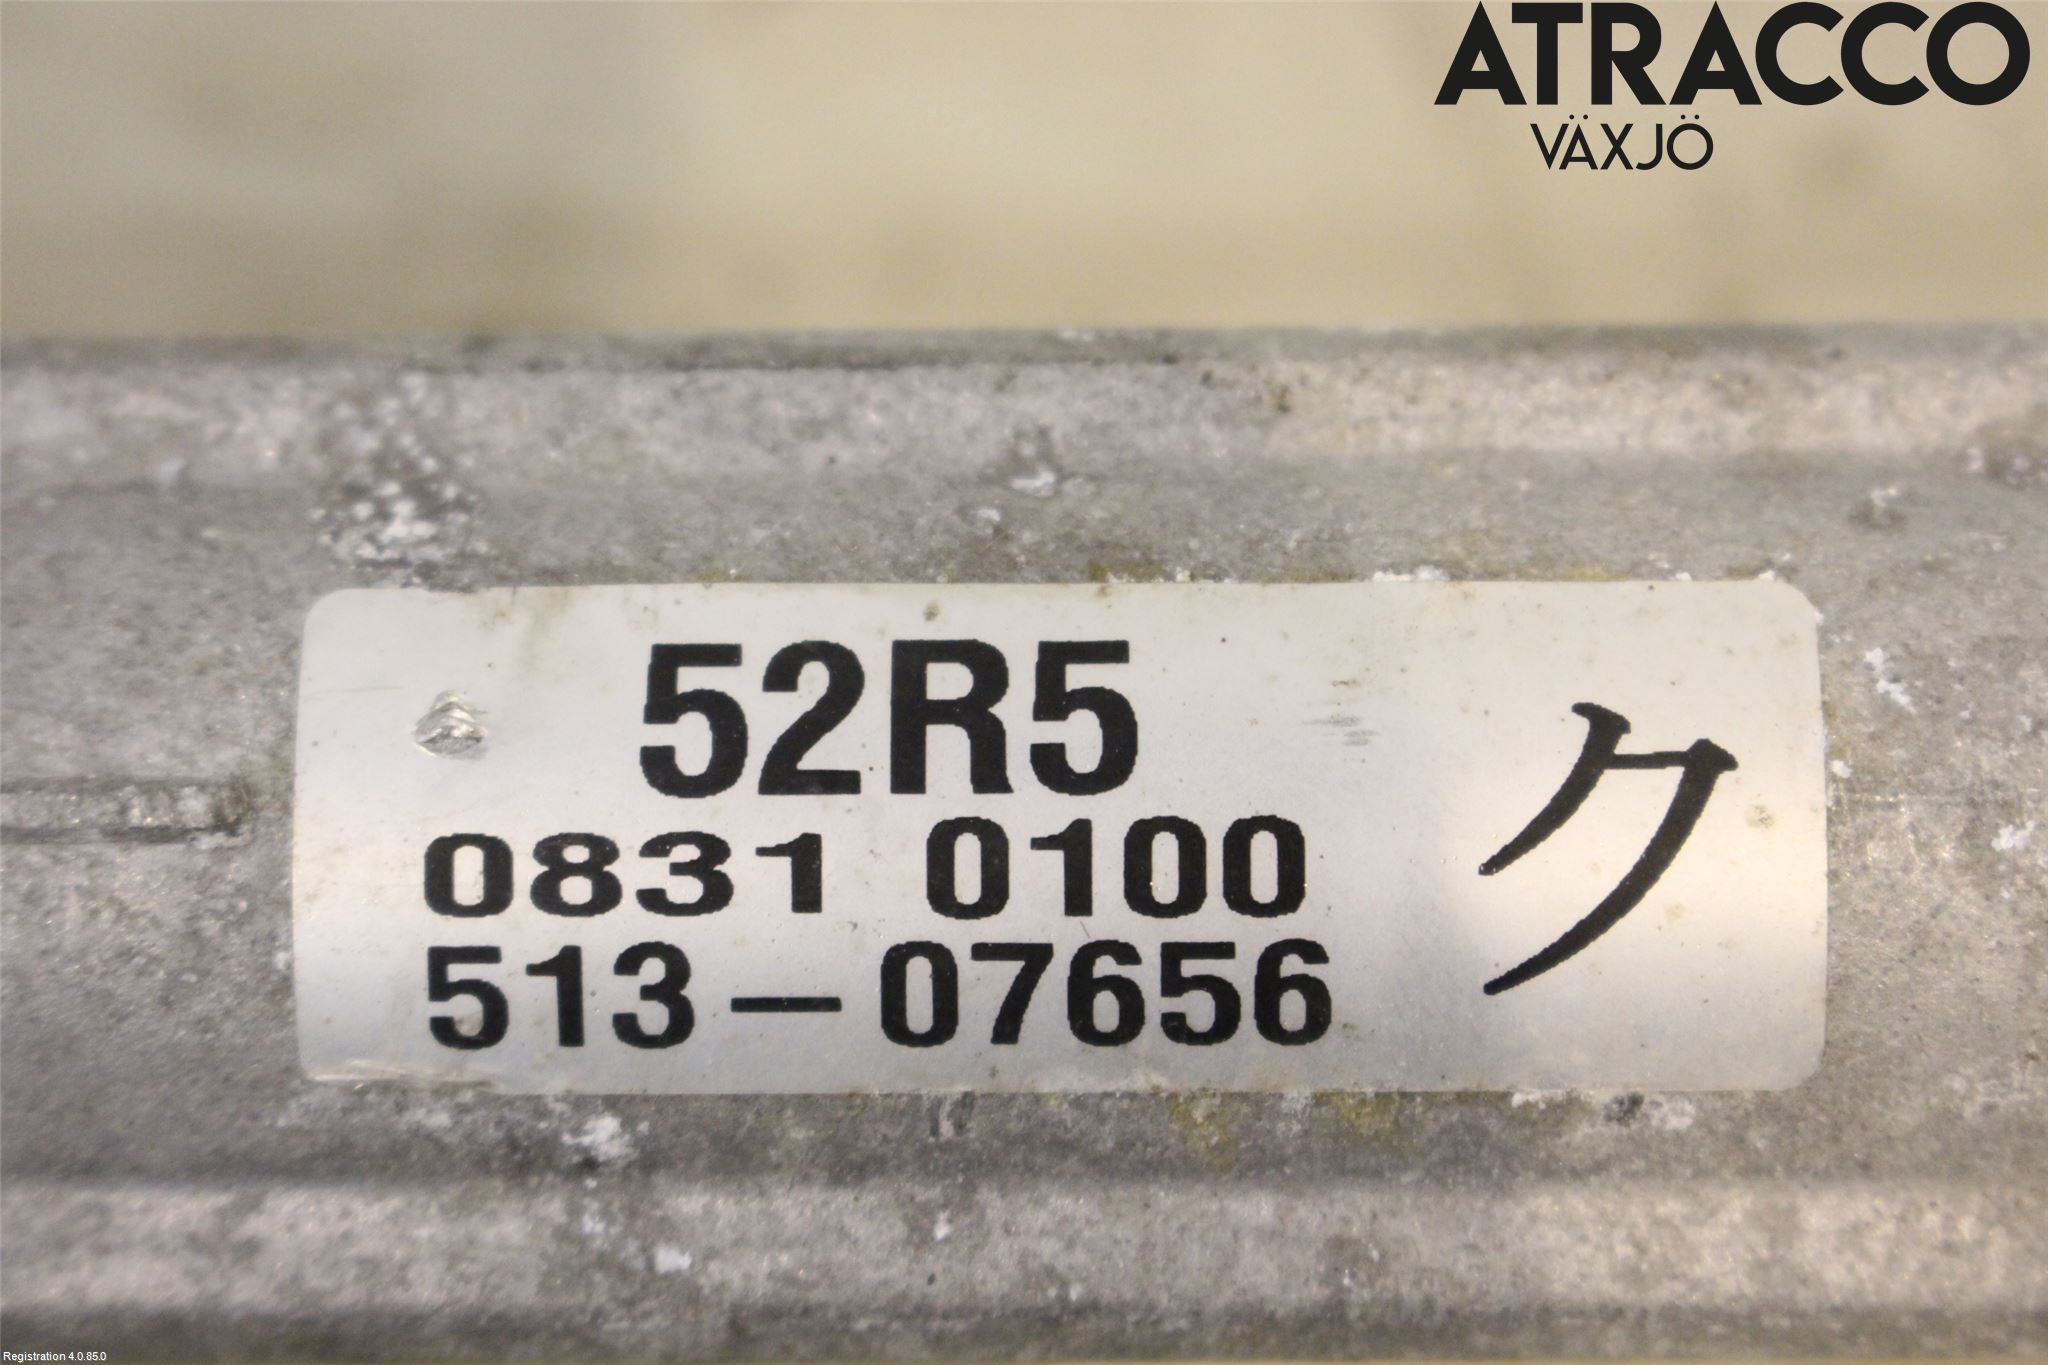 ATRACCO
VÄXJÖ
52R5
ク
0831 0100
513-07656
Registration 4.0.85.0